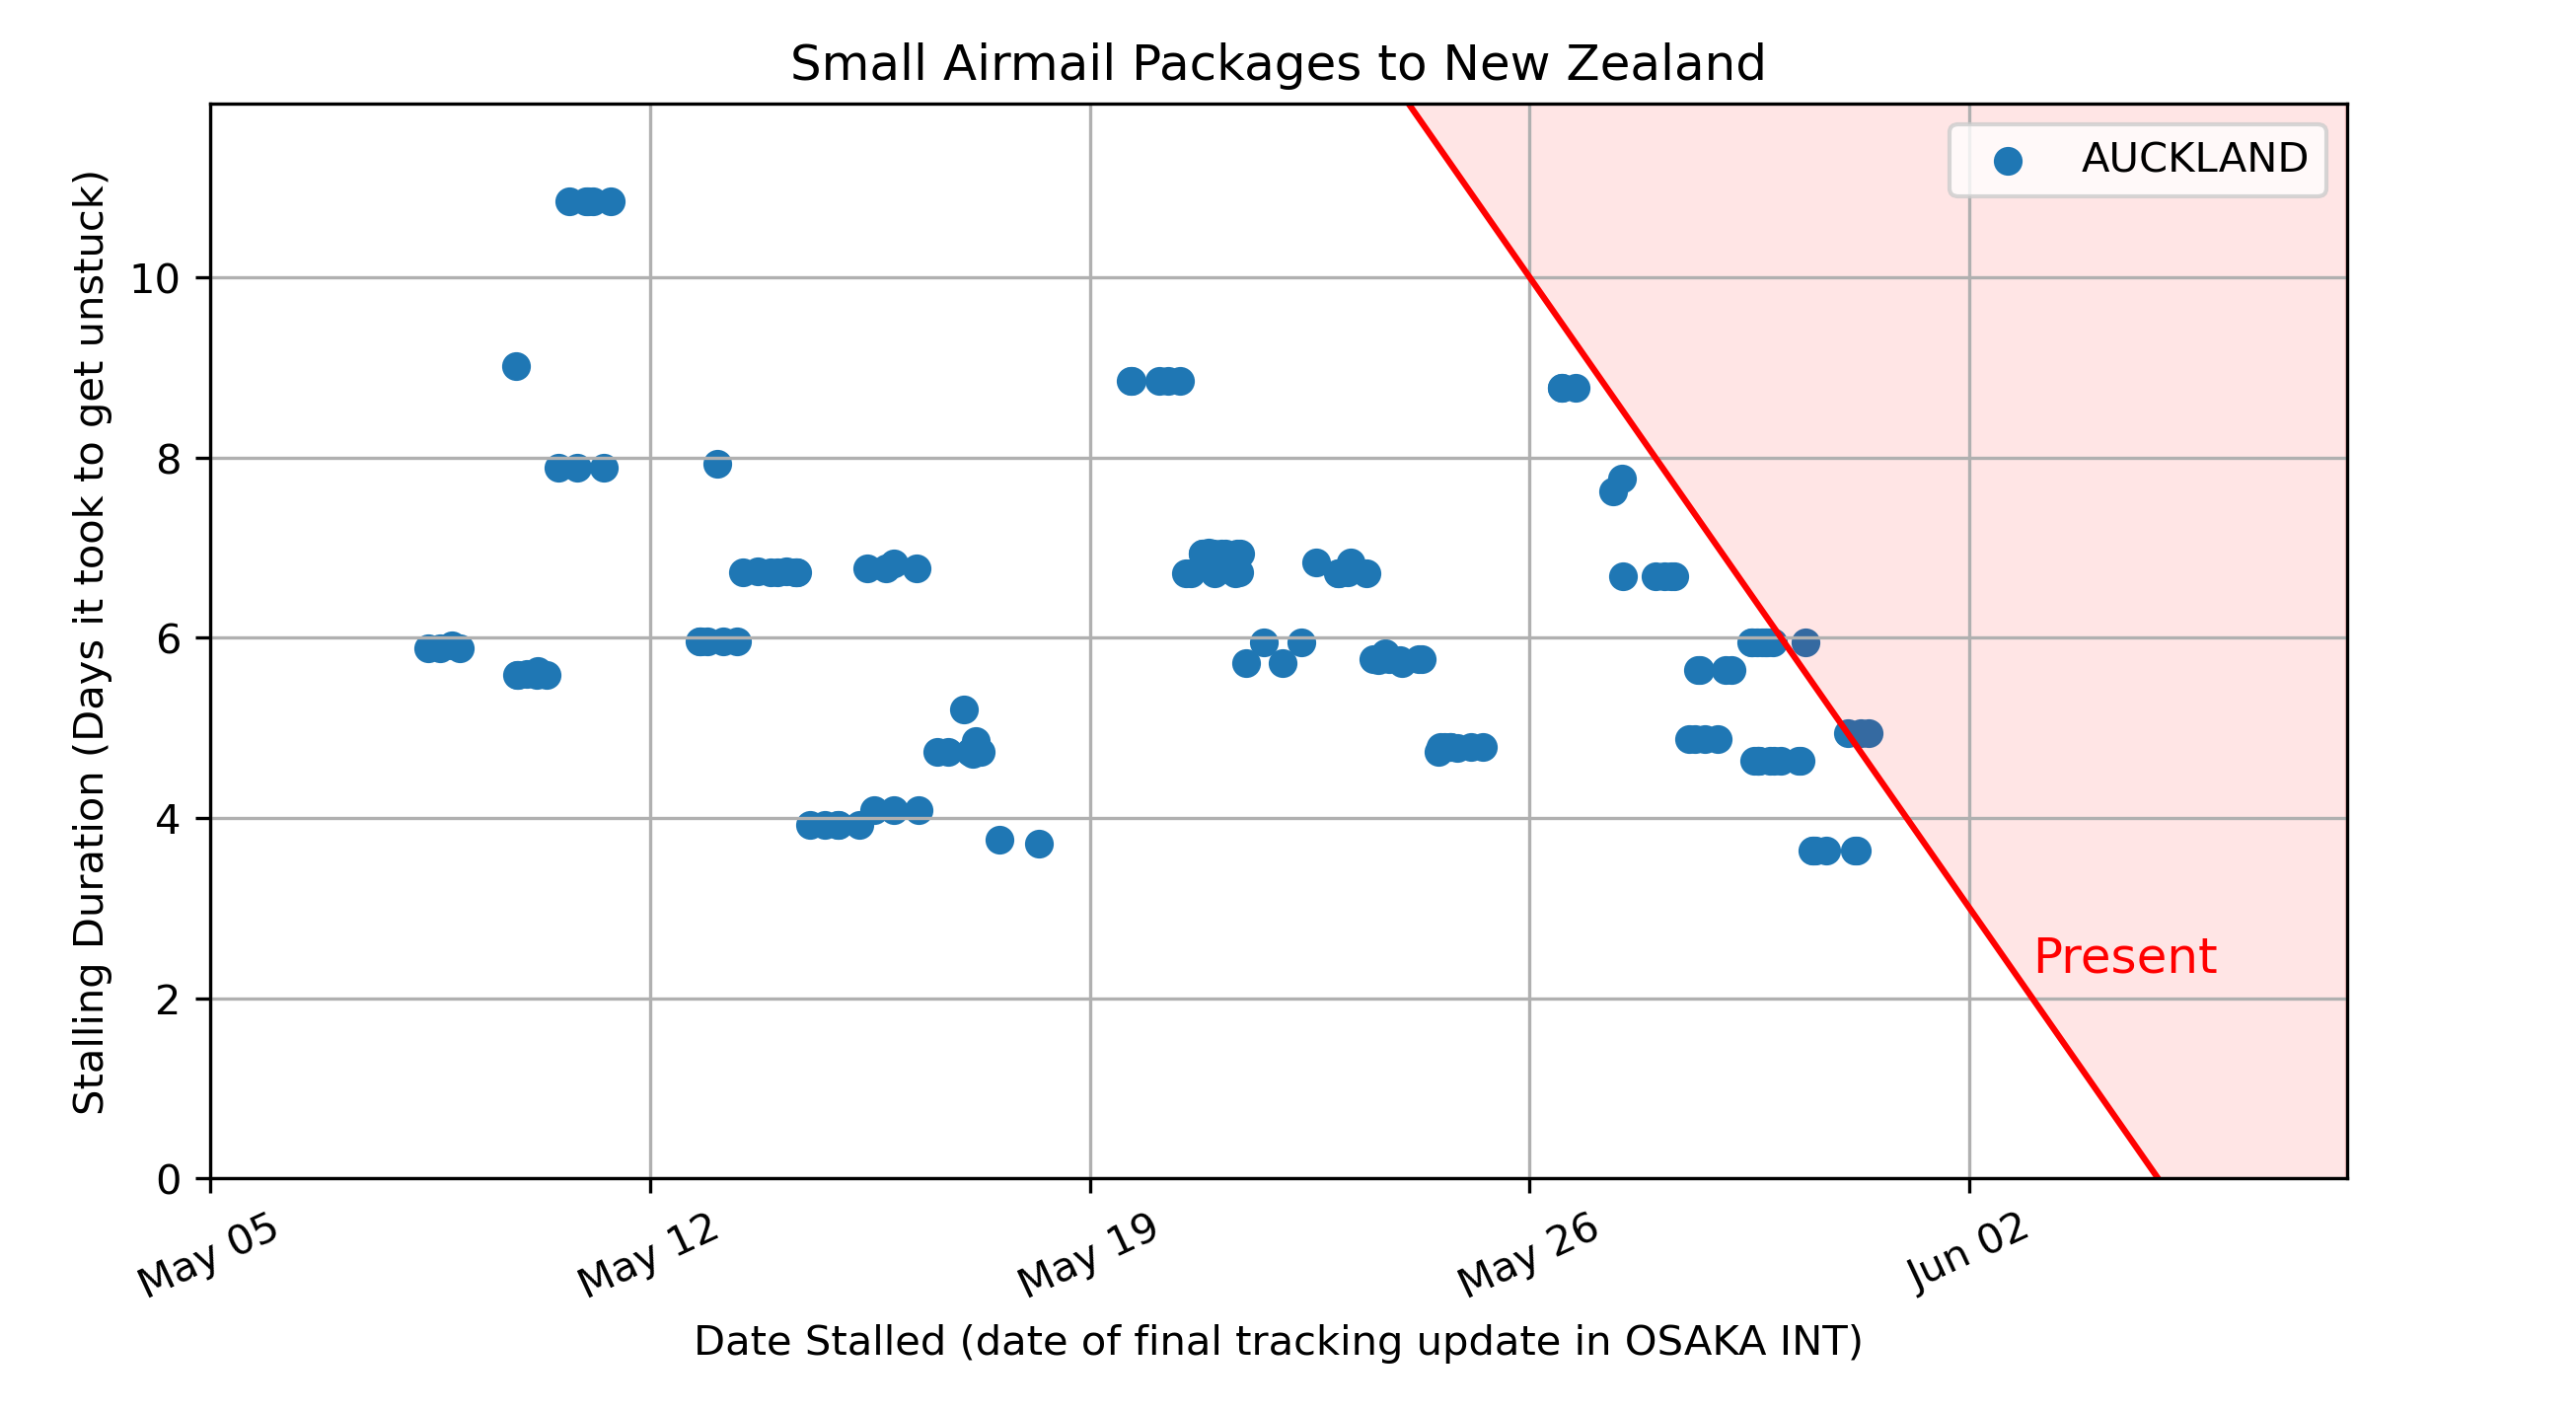 Small Airmail Packages to New Zealand
AUCKLAND
Stalling Duration (Days it took to get unstuck)
10
8
6
4
2
0
Present
May 05
May 12
May 19
May 26
Jun 02
Date Stalled (date of final tracking update in OSAKA INT)